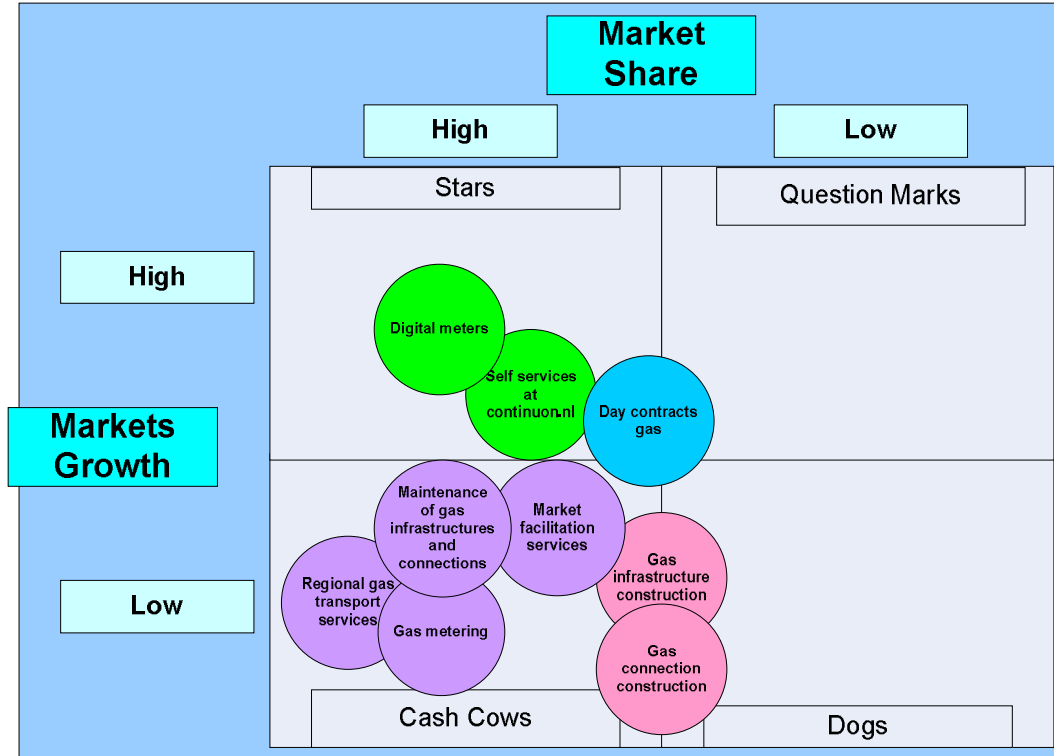 Market
Share
High
Low
Stars
Question Marks
High
Digital meters
Self services
at
continuon.nl
Day contracts
gas
Markets
Growth
Maintenance
of gas
infrastructures
and
connections
Market
facilitation
services
Gas
infrastructure
construction
Regional gas
transport
services
Low
Gas metering
Gas
connection
construction
Cash Cows
Dogs